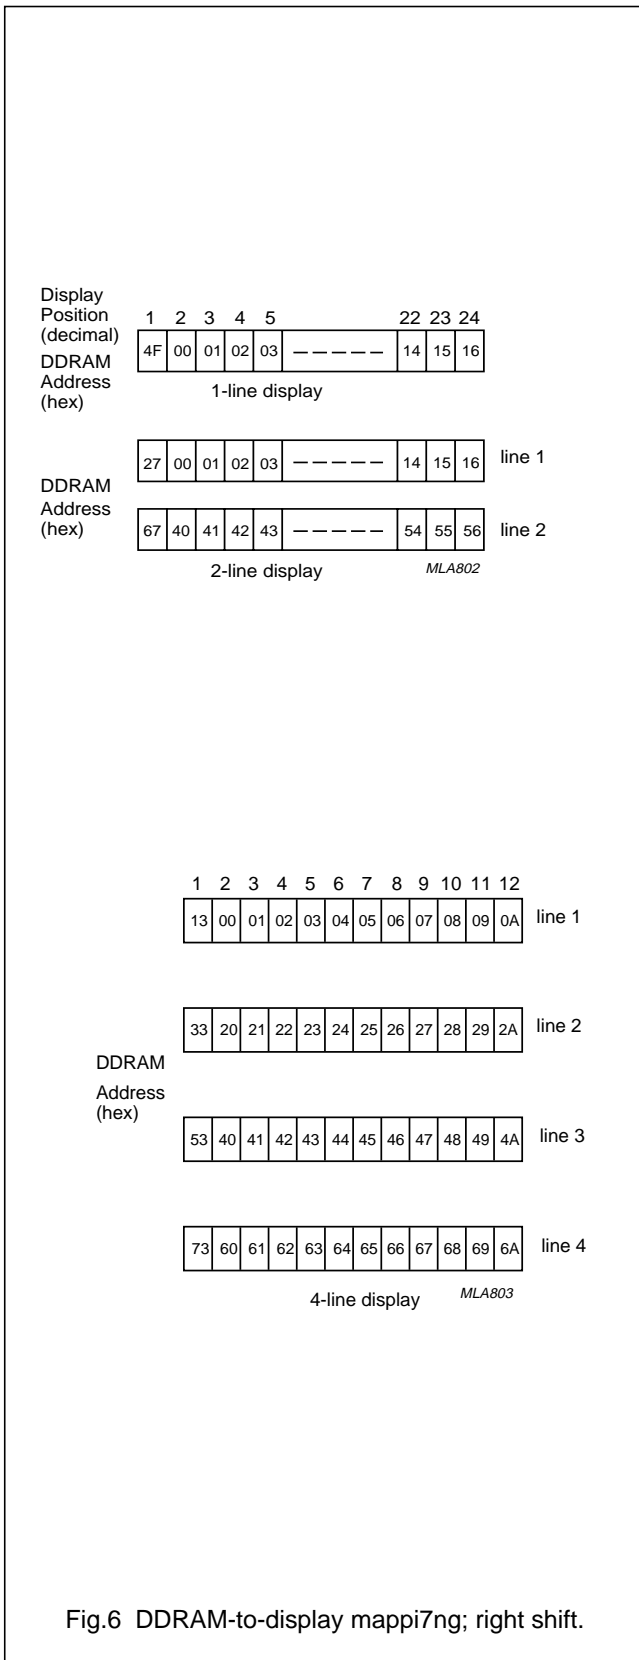 Display
Position
(decimal)
1 2 3 4 5 22 23 24
DDRAM
Address
(hex)
4F 00 01 02 03 – – – – – 14 15 16
1-line display
27 00 01 02 03 – – – – – 14 15 16 line 1
DDRAM
Address
(hex)
67 40 41 42 43 – – – – – 54 55 56 line 2
2-line display MLA802
1 2 3 4 5 6 7 8 9 10 11 12
13 00 01 02 03 04 05 06 07 08 09 0A line 1
33 20 21 22 23 24 25 26 27 28 29 2A line 2
DDRAM
Address
(hex)
53 40 41 42 43 44 45 46 47 48 49 4A line 3
73 60 61 62 63 64 65 66 67 68 69 6A line 4
4-line display MLA803
Fig.6 DDRAM-to-display mappi7ng; right shift.